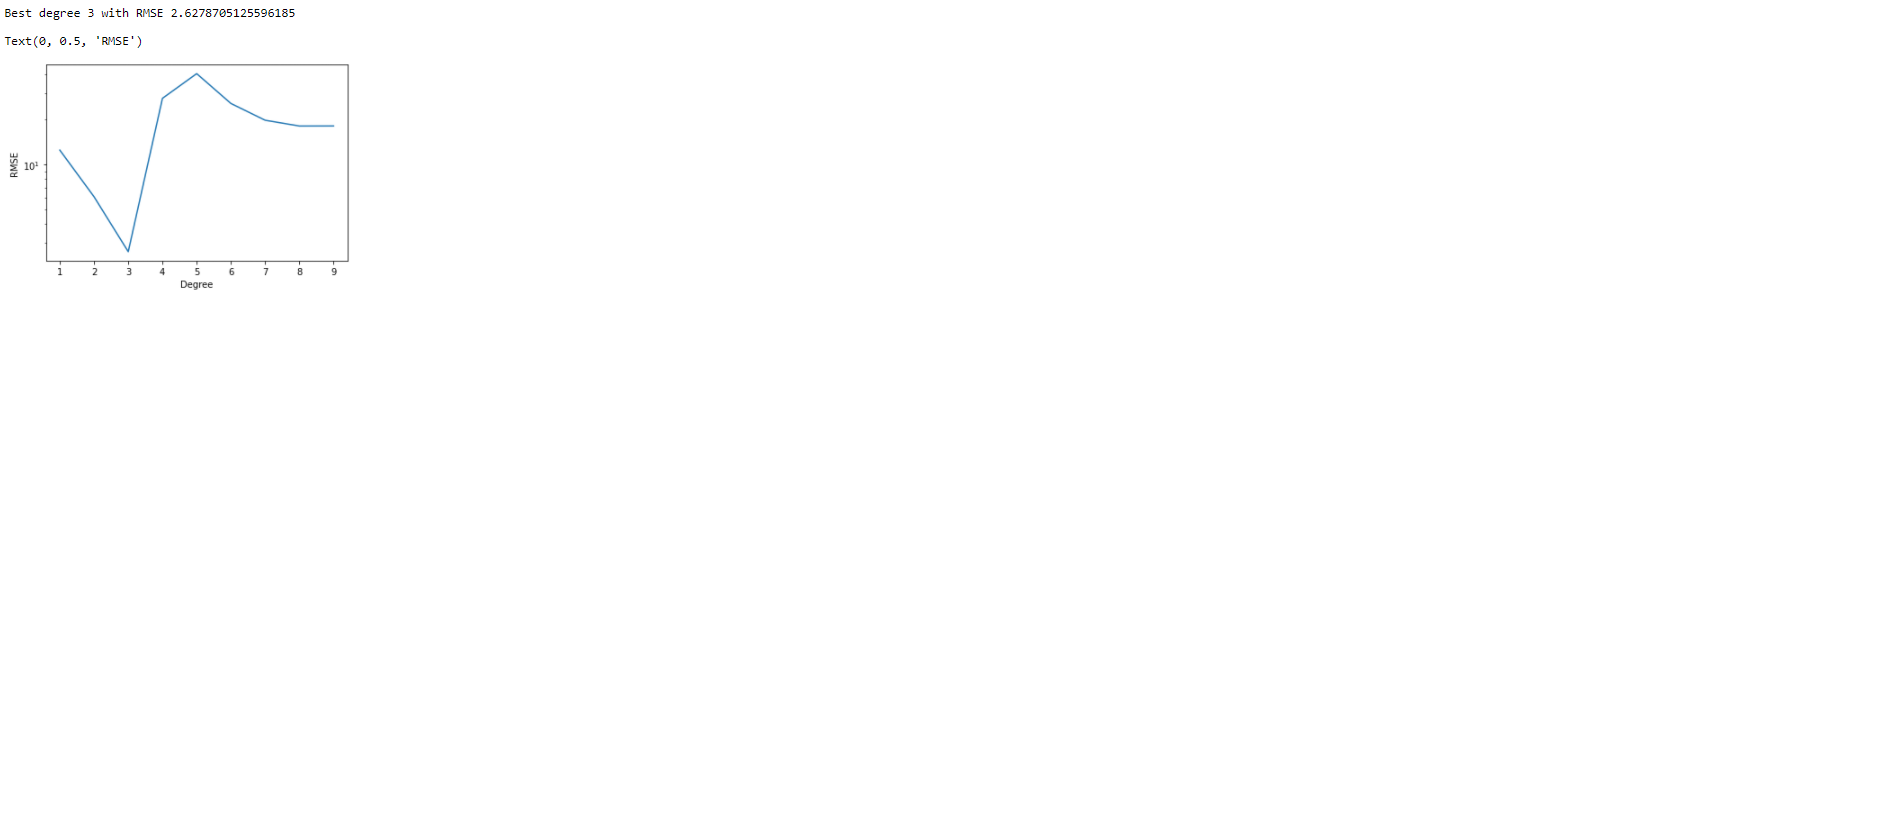 Best degree 3 with RMSE 2.6278705125596185
Text(0, 0.5, 'RMSE')
RMSE
10¹
1 2 3 4 5 6 7 8 9
Degree